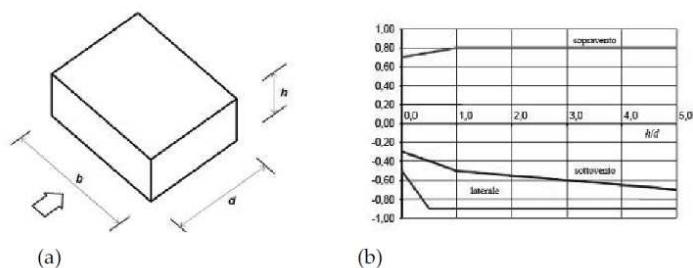 h
b
d
(a)
1,00
0,80
0,60
0,40
0,20
0,00
-0,20
-0,40
-0,60
-0,80
-1,00
sopravento
0,0 1,0 2,0 3,0 4,0 5,0
h/d
sottovento
laterale
(b)